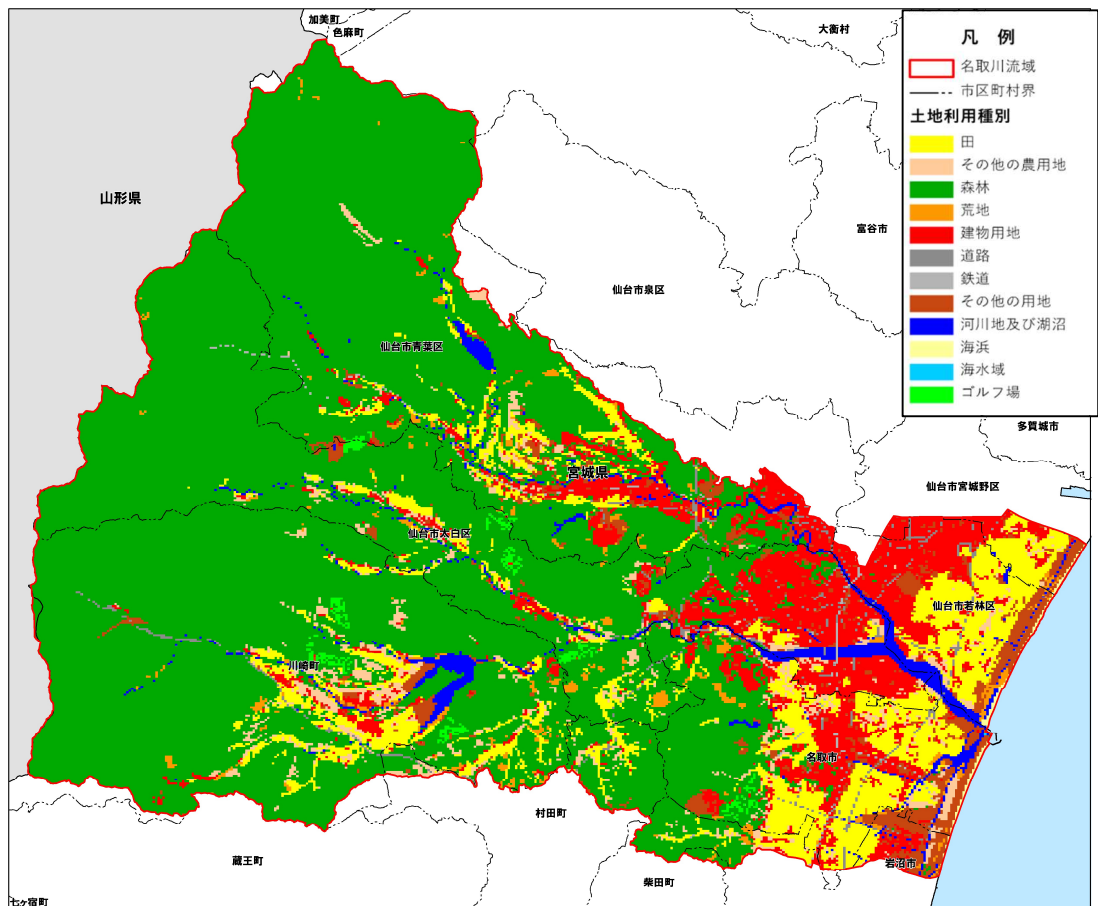 加美町
色麻町
大衡村
凡 例
名取川流域
市区町村界
土地利用種別
田
その他の農用地
森林
荒地
建物用地
道路
鉄道
その他の用地
河川地及び湖沼
海浜
海水域
ゴルフ場
山形県
富谷市
仙台市泉区
仙台市青葉区
多賀城市
宮城県
仙台市宮城野区
仙台市太白区
仙台市若林区
川崎町
名取市
村田町
岩沼市
蔵王町
柴田町
七ヶ宿町